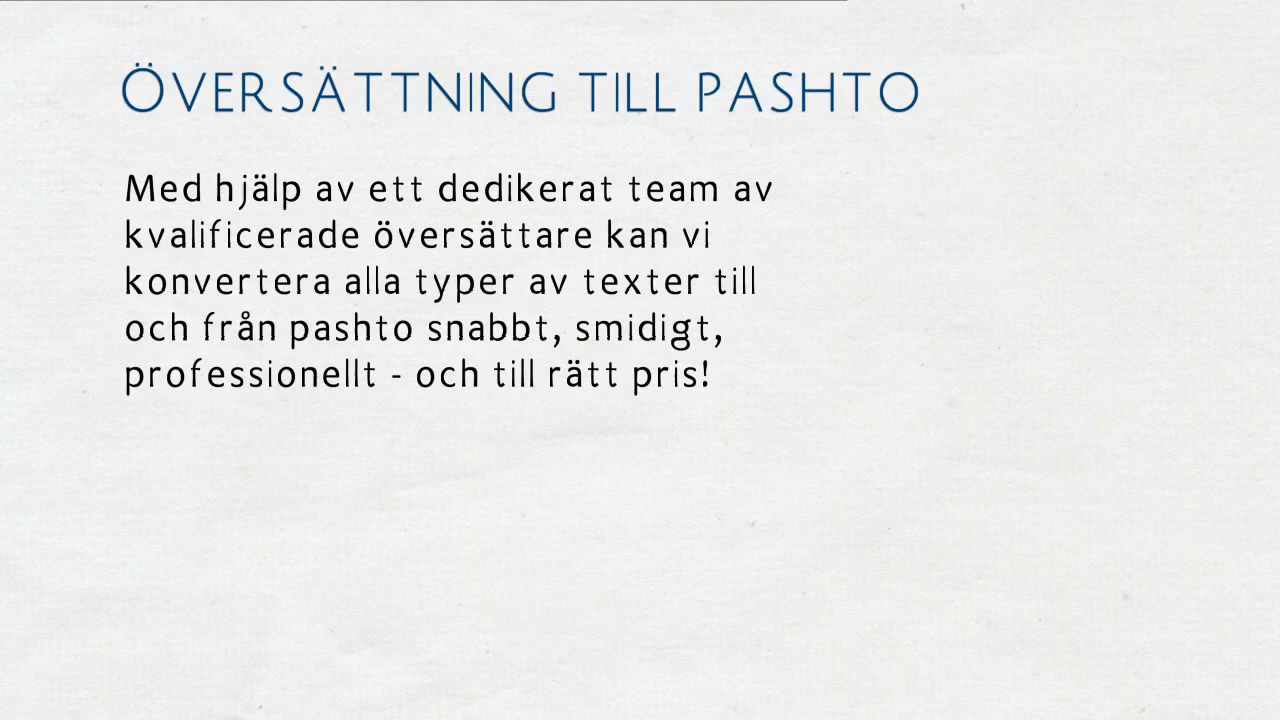 ÖVERSÄTTNING TILL PASHTO
Med hjälp av ett dedikerat team av
kvalificerade översättare kan vi
konvertera alla typer av texter till
och från pashto snabbt, smidigt,
professionellt - och till rätt pris!